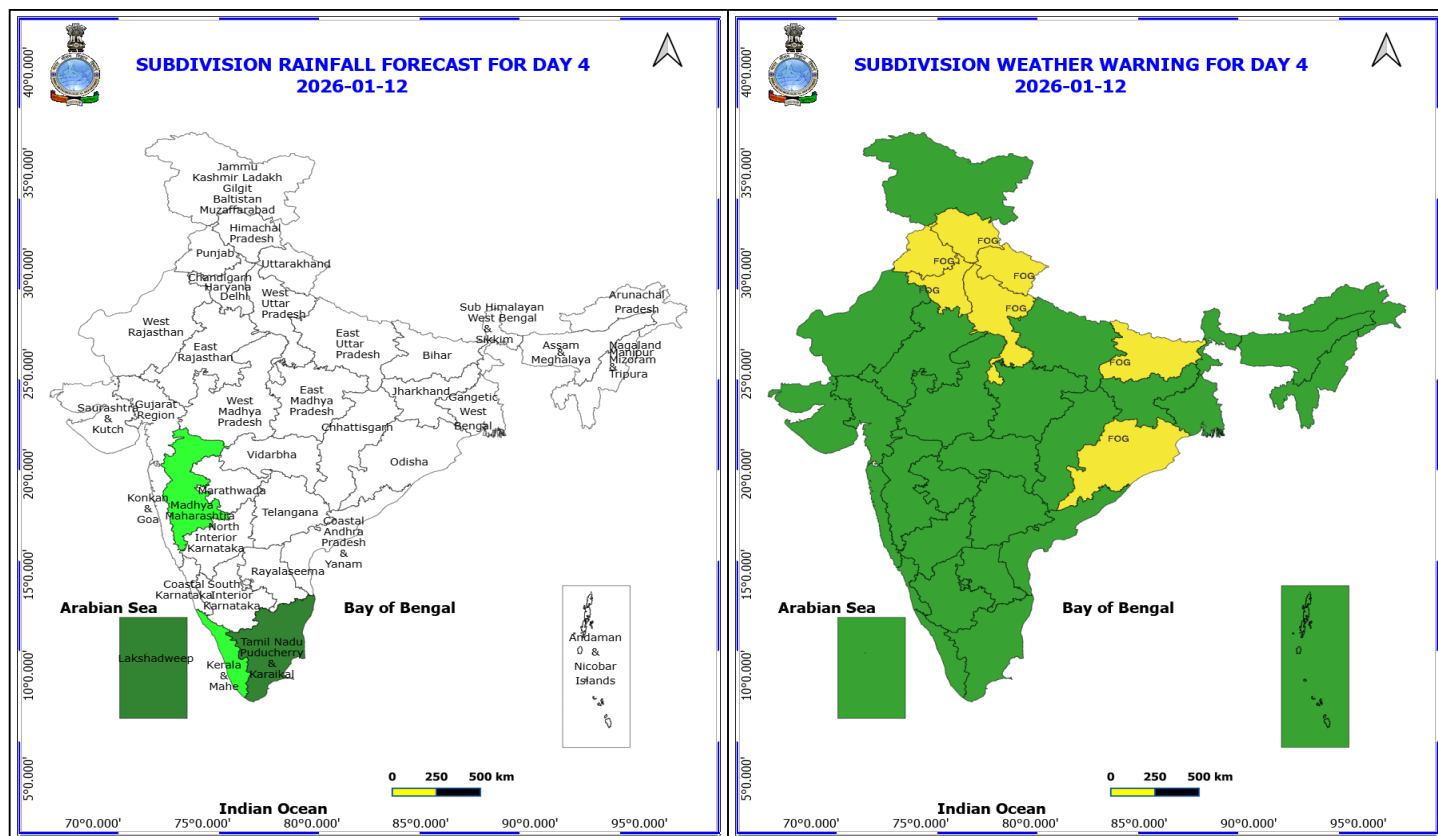 SUBDIVISION RAINFALL FORECAST FOR DAY 4
2026-01-12
40°0.000'
35°0.000'
30°0.000'
25°0.000'
20°0.000'
15°0.000'
10°0.000'
5°0.000'
Jammu
Kashmir Ladakh
Gilgit
Baltistan
Muzaffarabad
Himachal
Pradesh
Punjab
Uttarakhand
Chandigarh
Haryana
Delhi
West
Uttar
Pradesh
West
Rajasthan
East
Rajasthan
East
Uttar
Pradesh
Bihar
Sub Himalayan
West Bengal
&
Sikkim
Arunachal
Pradesh
Assam
&
Meghalaya
Nagaland
Manipur
Mizoram
&
Tripura
Jharkhand
Gangetic
West
Bengal
Saurashtra
&
Kutch
Gujarat
Region
West
Madhya
Pradesh
East
Madhya
Pradesh
Chhattisgarh
Vidarbha
Odisha
Konkan
&
Goa
Madhya
Maharashtra
Marathwada
Telangana
North
Interior
Karnataka
Coastal
Andhra
Pradesh
&
Yanam
Rayalaseema
Coastal
Karnataka
South
Interior
Karnataka
Arabian Sea
Bay of Bengal
Lakshadweep
Kerala
&
Mahe
Tamil Nadu
Puducherry
&
Karaikal
Andaman
&
Nicobar
Islands
0 250 500 km
Indian Ocean
70°0.000' 75°0.000' 80°0.000' 85°0.000' 90°0.000' 95°0.000'
SUBDIVISION WEATHER WARNING FOR DAY 4
2026-01-12
40°0.000'
35°0.000'
30°0.000'
25°0.000'
20°0.000'
15°0.000'
10°0.000'
5°0.000'
FOG
FOG
FOG
FOG
FOG
FOG
FOG
Arabian Sea
Bay of Bengal
0 250 500 km
Indian Ocean
70°0.000' 75°0.000' 80°0.000' 85°0.000' 90°0.000' 95°0.000'